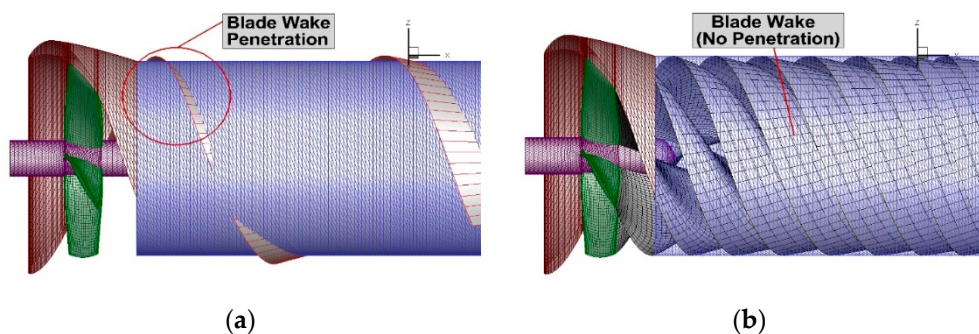 Blade Wake
Penetration
z
x
Blade Wake
(No Penetration)
z
(a)
(b)